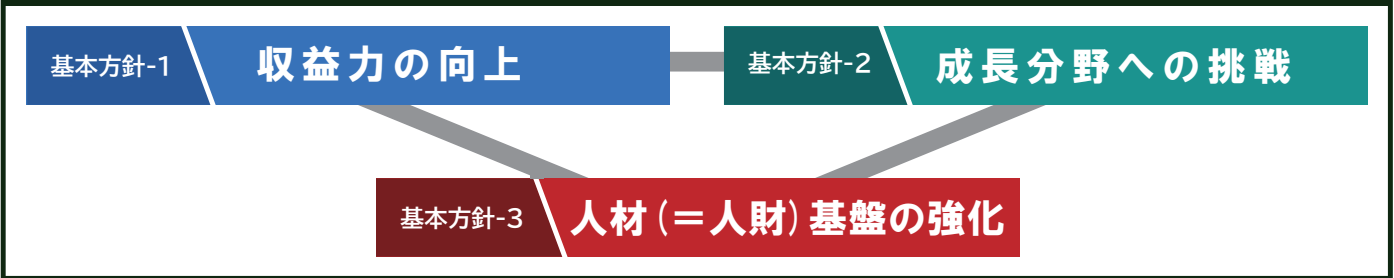 基本方針-1
収益力の向上
基本方針-2
成長分野への挑戦
基本方針-3
人材(=人財)基盤の強化